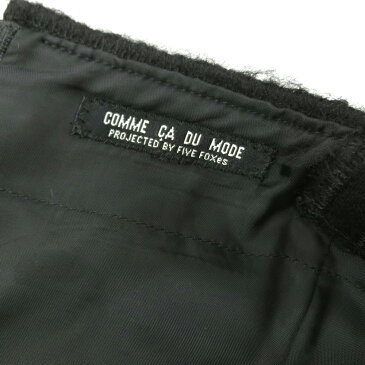 COMME ÇA DU MODE
PROJECTED BY FIVE FOXes